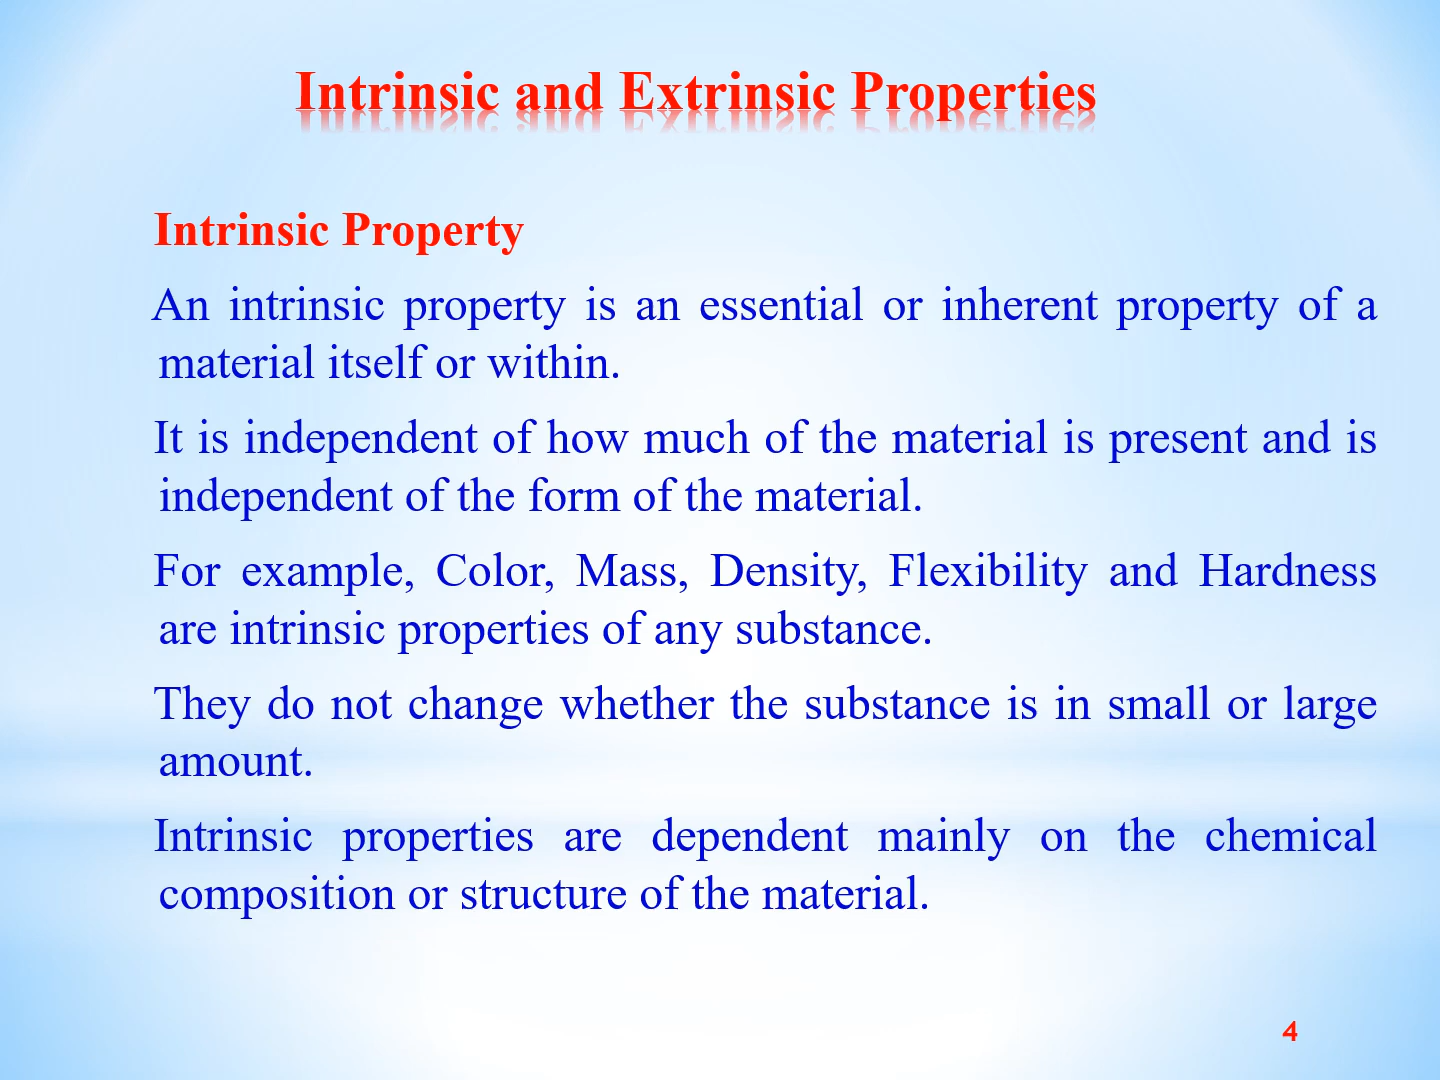 Intrinsic and Extrinsic Properties
Intrinsic Property
An intrinsic property is an essential or inherent property of a
material itself or within.
It is independent of how much of the material is present and is
independent of the form of the material.
For example, Color, Mass, Density, Flexibility and Hardness
are intrinsic properties of any substance.
They do not change whether the substance is in small or large
amount.
Intrinsic properties are dependent mainly on the chemical
composition or structure of the material.
4